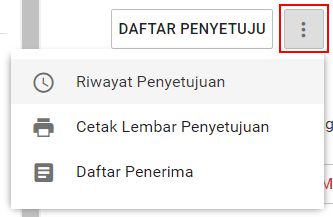 DAFTAR PENYETUJU
Riwayat Penyetujuan
Cetak Lembar Penyetujuan
Daftar Penerima